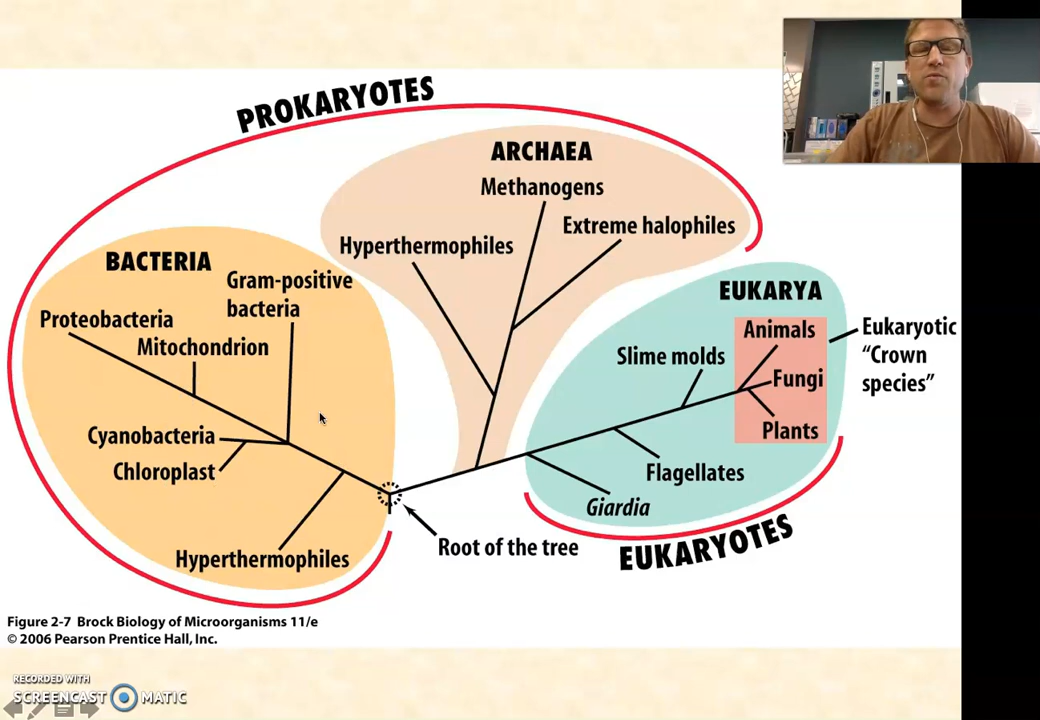 PROKARYOTES
ARCHAEA
Methanogens
Extreme halophiles
Hyperthermophiles
BACTERIA
Gram-positive
bacteria
Proteobacteria
Mitochondrion
Cyanobacteria
Chloroplast
Hyperthermophiles
EUKARYA
Animals
Slime molds
Fungi
Plants
Flagellates
Giardia
Eukaryotic
“Crown
species”
Root of the tree
EUKARYOTES
Figure 2-7 Brock Biology of Microorganisms 11/e
© 2006 Pearson Prentice Hall, Inc.
RECORDED WITH
SCREENCAST MATIC